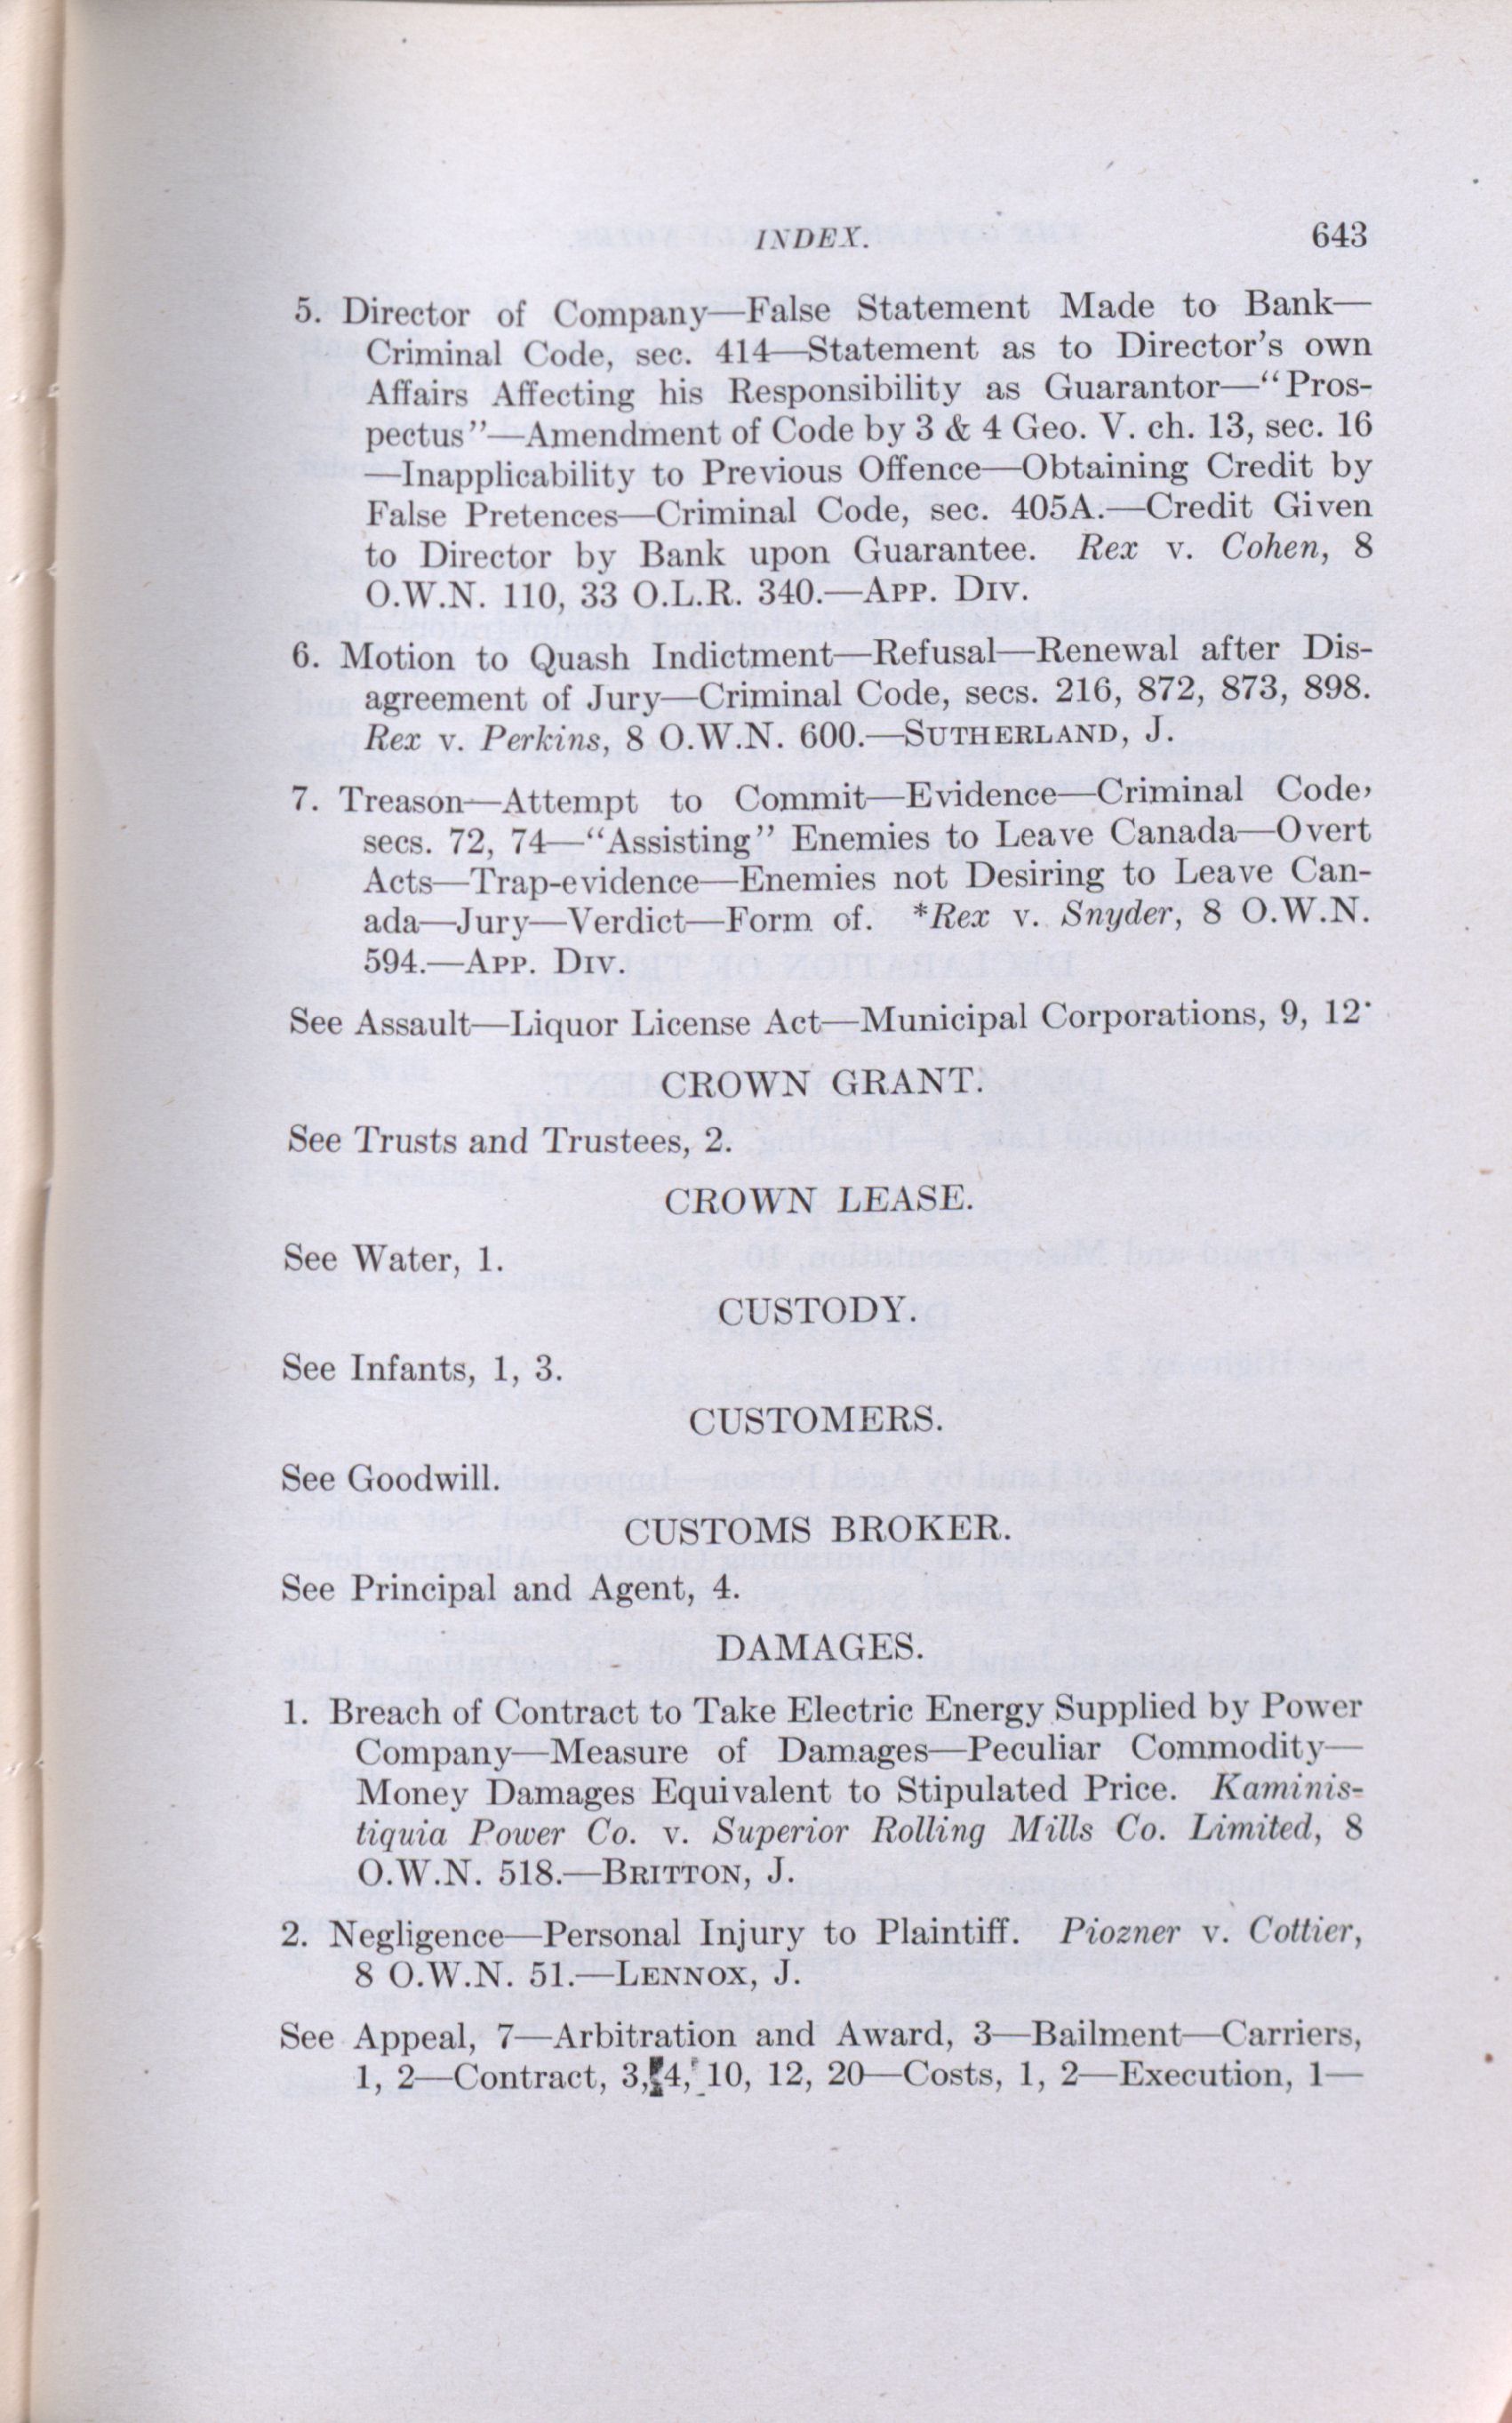 INDEX. 643
5. Director of Company—False Statement Made to Bank—
Criminal Code, sec. 414—Statement as to Director's own
Affairs Affecting his Responsibility as Guarantor—"Pros-
pectus"—Amendment of Code by 3 & 4 Geo. V. ch. 13, sec. 16
—Inapplicability to Previous Offence—Obtaining Credit by
False Pretences—Criminal Code, sec. 405A.—Credit Given
to Director by Bank upon Guarantee. Rex v. Cohen, 8
O.W.N. 110, 33 O.L.R. 340.—App. Div.
6. Motion to Quash Indictment—Refusal—Renewal after Dis-
agreement of Jury—Criminal Code, secs. 216, 872, 873, 898.
Rex v. Perkins, 8 O.W.N. 600.—Sutherland, J.
7. Treason—Attempt to Commit—Evidence—Criminal Code,
secs. 72, 74—"Assisting" Enemies to Leave Canada—Overt
Acts—Trap-evidence—Enemies not Desiring to Leave Can-
ada—Jury—Verdict—Form of. *Rex v. Snyder, 8 O.W.N.
594.—App. Div.
See Assault—Liquor License Act—Municipal Corporations, 9, 12.
CROWN GRANT.
See Trusts and Trustees, 2.
CROWN LEASE.
See Water, 1.
CUSTODY.
See Infants, 1, 3.
CUSTOMERS.
See Goodwill.
CUSTOMS BROKER.
See Principal and Agent, 4.
DAMAGES.
1. Breach of Contract to Take Electric Energy Supplied by Power
Company—Measure of Damages—Peculiar Commodity—
Money Damages Equivalent to Stipulated Price. Kaminis-
tiquia Power Co. v. Superior Rolling Mills Co. Limited, 8
O.W.N. 518.—Britton, J.
2. Negligence—Personal Injury to Plaintiff. Piozner v. Cottier,
8 O.W.N. 51.—Lennox, J.
See Appeal, 7—Arbitration and Award, 3—Bailment—Carriers,
1, 2—Contract, 3, 4, 10, 12, 20—Costs, 1, 2—Execution, 1—